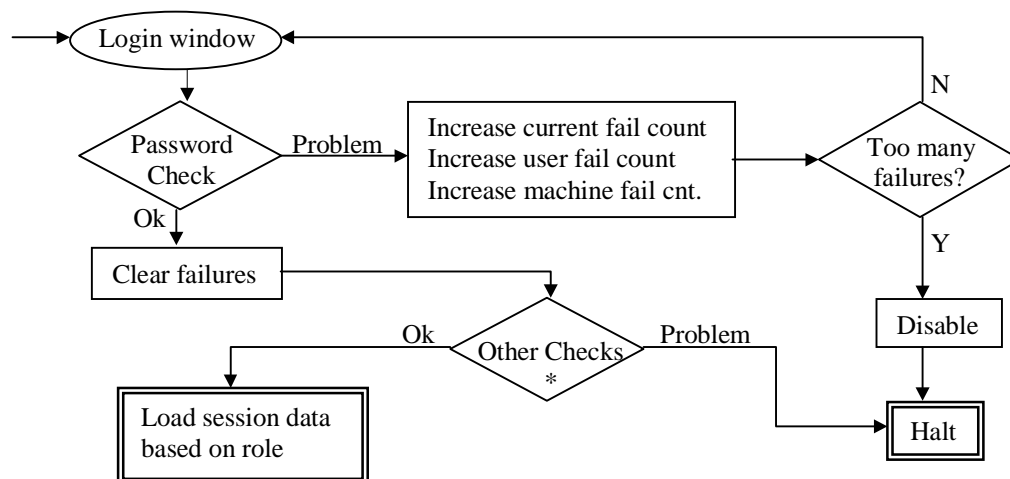 Login window
N
Password
Check
Problem
Increase current fail count
Increase user fail count
Increase machine fail cnt.
Too many
failures?
Ok
Y
Clear failures
Ok
Other Checks
*
Problem
Disable
Load session data
based on role
Halt